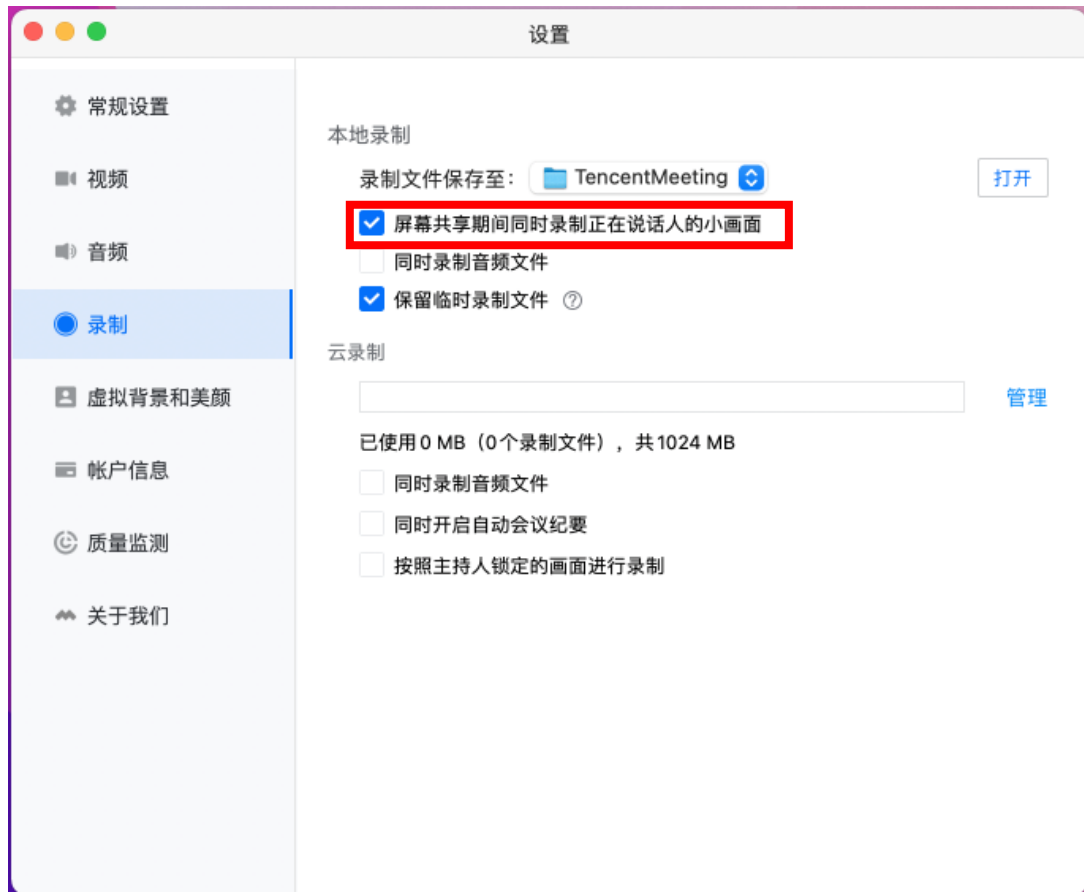 设置
常规设置
视频
音频
录制
虚拟背景和美颜
帐户信息
质量监测
关于我们
本地录制
录制文件保存至： TencentMeeting 打开
屏幕共享期间同时录制正在说话人的小画面
同时录制音频文件
保留临时录制文件 ?
云录制
管理
已使用0 MB（0个录制文件），共1024 MB
同时录制音频文件
同时开启自动会议纪要
按照主持人锁定的画面进行录制